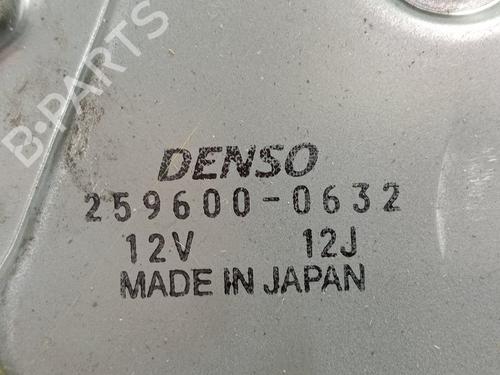 B-PARTS
DENSO
259600-0632
12V 12J
MADE IN JAPAN